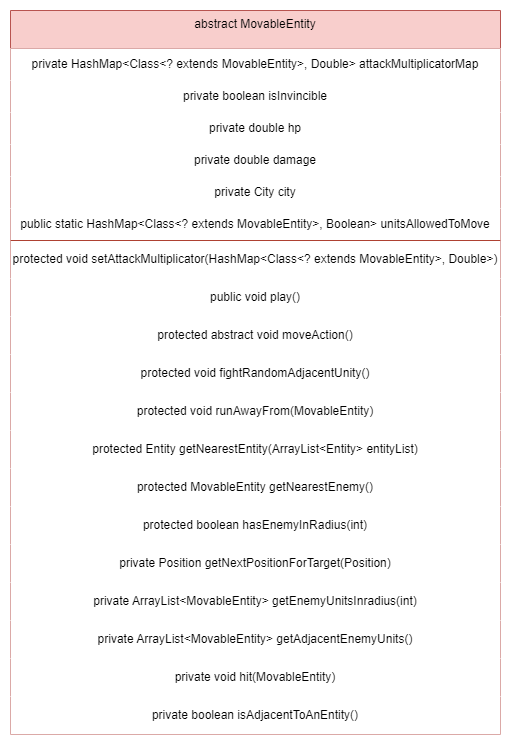 abstract MovableEntity
private HashMap<Class<? extends MovableEntity>, Double> attackMultiplicatorMap
private boolean isInvincible
private double hp
private double damage
private City city
public static HashMap<Class<? extends MovableEntity>, Boolean> unitsAllowedToMove
protected void setAttackMultiplicator(HashMap<Class<? extends MovableEntity>, Double>)
public void play()
protected abstract void moveAction()
protected void fightRandomAdjacentUnity()
protected void runAwayFrom(MovableEntity)
protected Entity getNearestEntity(ArrayList<Entity> entityList)
protected MovableEntity getNearestEnemy()
protected boolean hasEnemyInRadius(int)
private Position getNextPositionForTarget(Position)
private ArrayList<MovableEntity> getEnemyUnitsInradius(int)
private ArrayList<MovableEntity> getAdjacentEnemyUnits()
private void hit(MovableEntity)
private boolean isAdjacentToAnEntity()